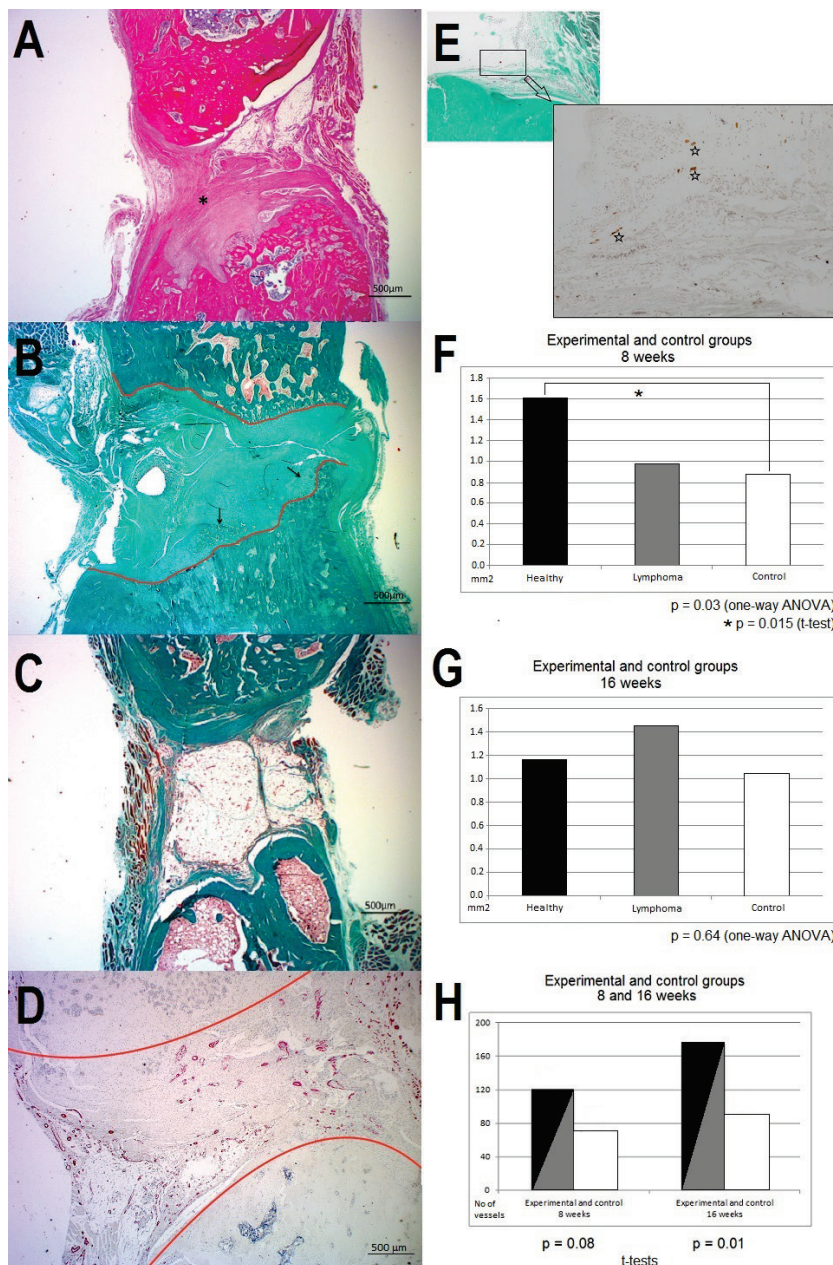 A
*
500µm
B
500µm
C
500µm
D
500 µm
E
F
Experimental and control groups
8 weeks
*
1.8
1.6
1.4
1.2
1.0
0.8
0.6
0.4
0.2
0.0
mm2
Healthy Lymphoma Control
p = 0.03 (one-way ANOVA)
* p = 0.015 (t-test)
G
Experimental and control groups
16 weeks
1.8
1.6
1.4
1.2
1.0
0.8
0.6
0.4
0.2
0.0
mm2
Healthy Lymphoma Control
p = 0.64 (one-way ANOVA)
H
Experimental and control groups
8 and 16 weeks
200
160
120
80
40
0
No of
vessels
Experimental and control
8 weeks
Experimental and control
16 weeks
p = 0.08 p = 0.01
t-tests